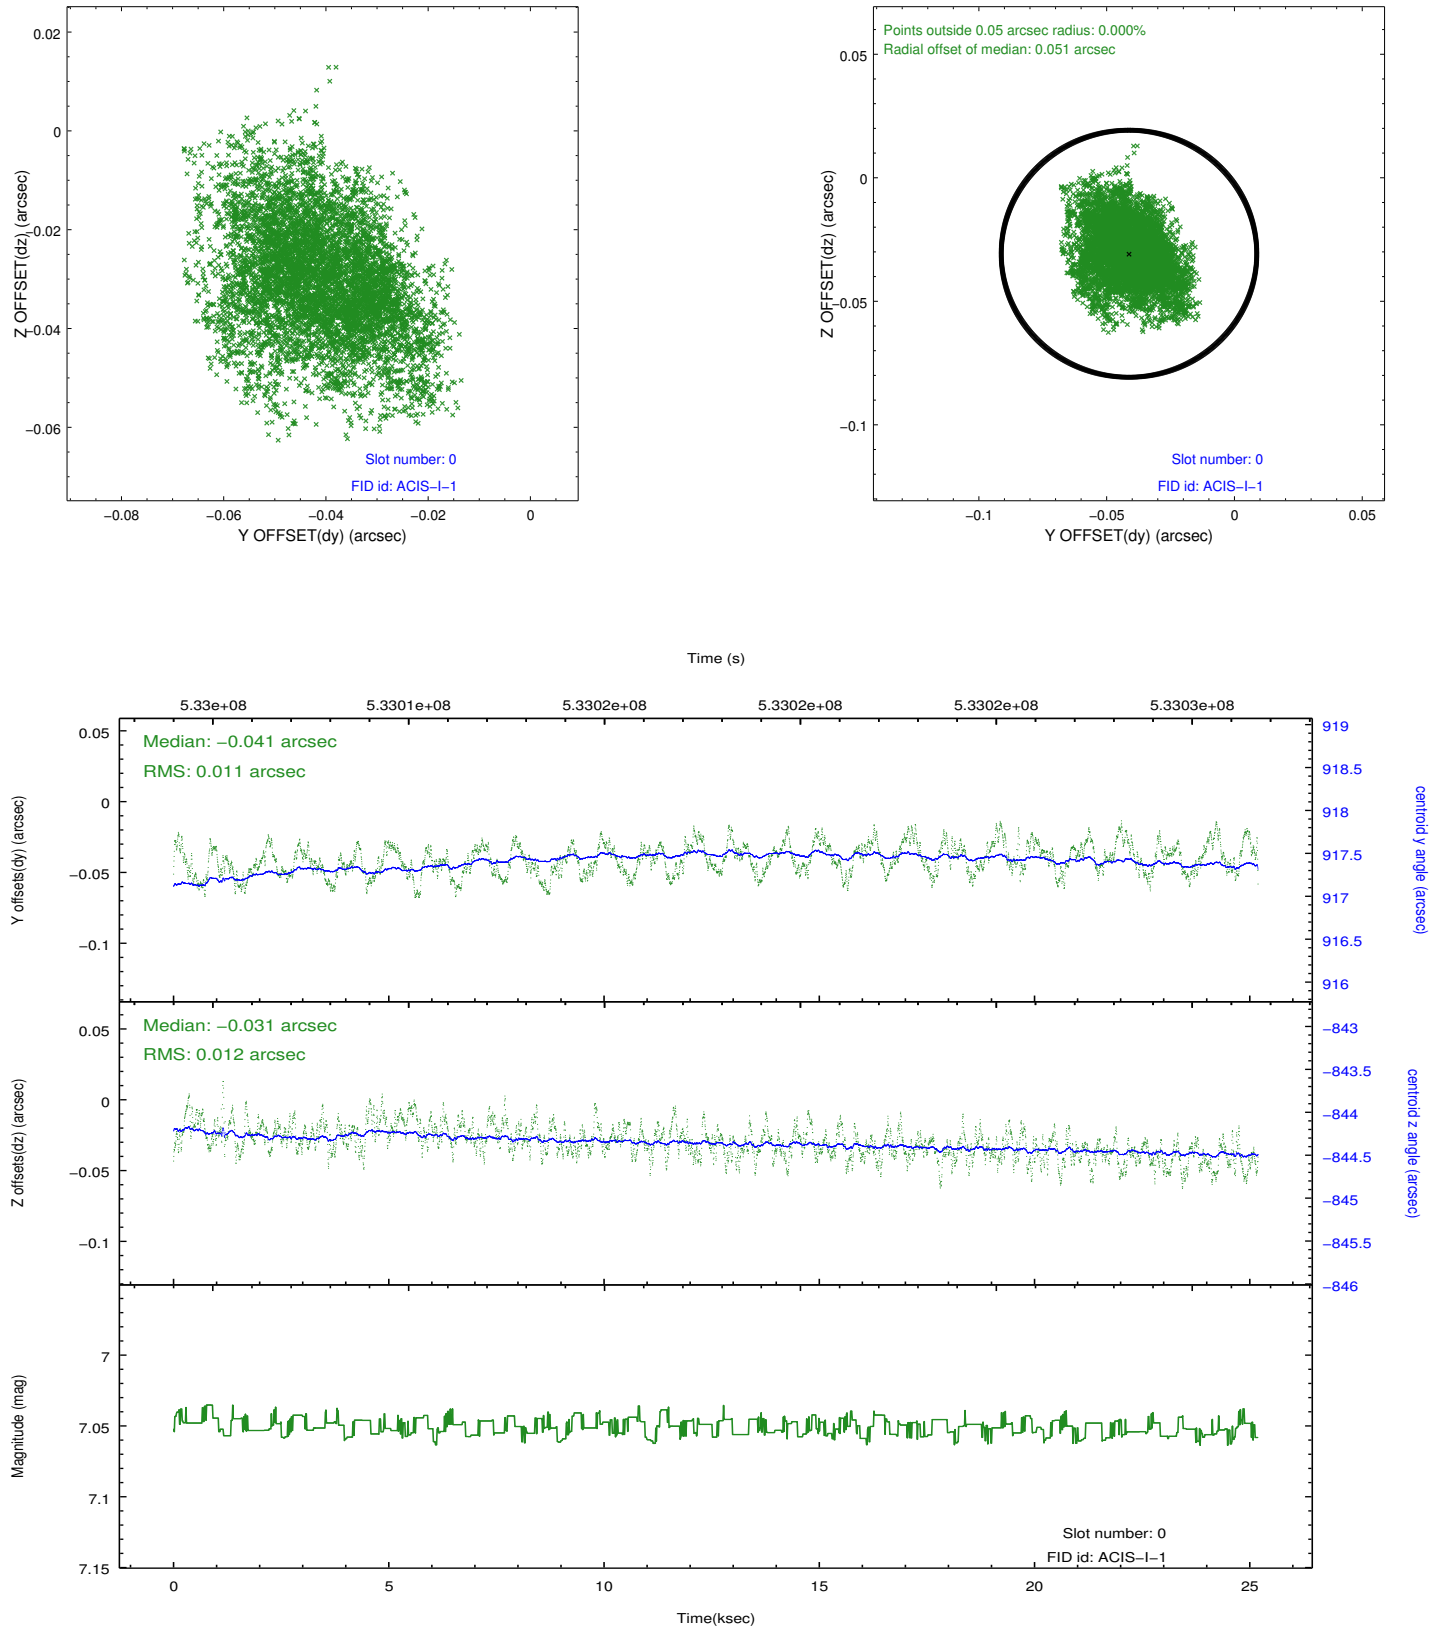 0.02
0
−0.02
−0.04
−0.06
Z OFFSET(dz) (arcsec)
Slot number: 0
FID id: ACIS−I−1
−0.08 −0.06 −0.04 −0.02 0
Y OFFSET(dy) (arcsec)
Points outside 0.05 arcsec radius: 0.000%
Radial offset of median: 0.051 arcsec
0.05
0
−0.05
−0.1
Z OFFSET(dz) (arcsec)
Slot number: 0
FID id: ACIS−I−1
−0.1 −0.05 0 0.05
Y OFFSET(dy) (arcsec)
Time (s)
5.33e+08 5.3301e+08 5.3302e+08 5.3302e+08 5.3302e+08 5.3303e+08
Median: −0.041 arcsec
RMS: 0.011 arcsec
0.05
0
−0.05
−0.1
Y offsets(dy) (arcsec)
919
918.5
918
917.5
917
916.5
916
centroid y angle (arcsec)
Median: −0.031 arcsec
RMS: 0.012 arcsec
0.05
0
−0.05
−0.1
Z offsets(dz) (arcsec)
−843
−843.5
−844
−844.5
−845
−845.5
−846
centroid z angle (arcsec)
7
7.05
7.1
7.15
Magnitude (mag)
Slot number: 0
FID id: ACIS−I−1
0 5 10 15 20 25
Time(ksec)